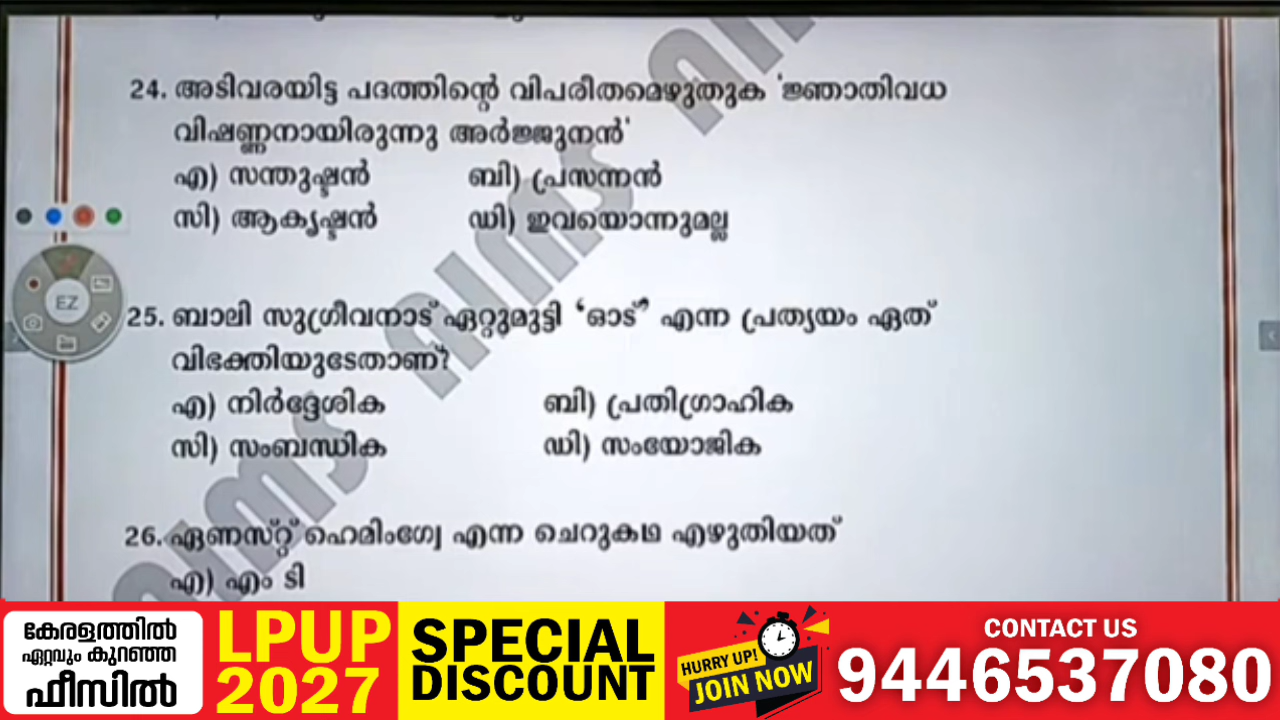 24. അടിവരയിട്ട പദത്തിന്റെ വിപരീതമെഴുതുക 'ജ്ഞാതിവധ
വിഷണ്ണനായിരുന്നു അർജ്ജുനൻ'
എ) സന്തുഷ്ടൻ ബി) പ്രസന്നൻ
സി) ആകൃഷ്ടൻ ഡി) ഇവയൊന്നുമല്ല
EZ
25. ബാലി സുഗ്രീവനോട് ഏറ്റുമുട്ടി 'ഓട്' എന്ന പ്രത്യയം ഏത്
വിഭക്തിയുടേതാണ്?
എ) നിർദ്ദേശിക ബി) പ്രതിഗ്രാഹിക
സി) സംബന്ധിക ഡി) സംയോജിക
26. ഏണസ്റ്റ് ഹെമിംഗ്വേ എന്ന ചെറുകഥ എഴുതിയത്
എ) എം ടി
AIMS AIMS
കേരളത്തിൽ
ഏറ്റവും കുറഞ്ഞ
ഫീസിൽ
LPUP
2027
SPECIAL
DISCOUNT
HURRY UP!
JOIN NOW
CONTACT US
9446537080